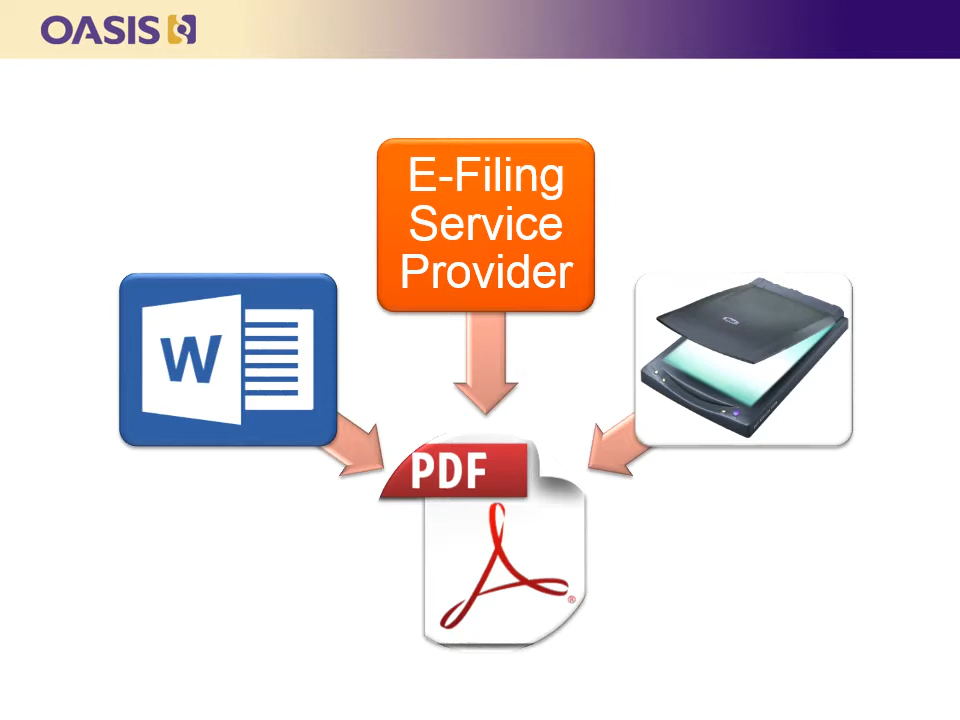 OASIS
E-Filing
Service
Provider
W
PDF
®